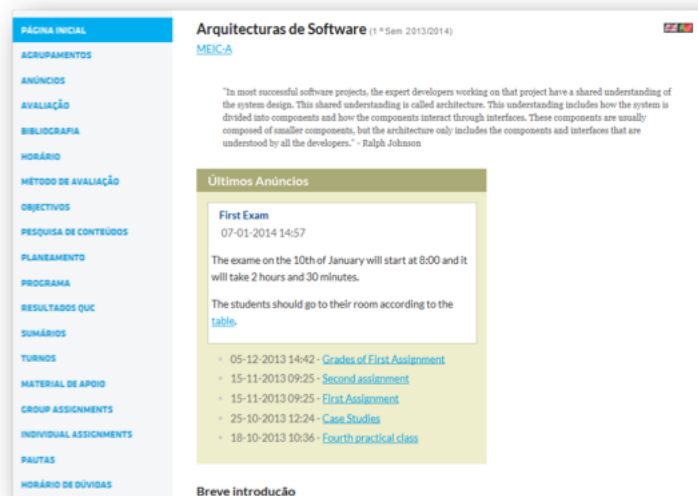 PÁGINA INICIAL
AGRUPAMENTOS
ANÚNCIOS
AVALIAÇÃO
BIBLIOGRAFIA
HORÁRIO
MÉTODO DE AVALIAÇÃO
OBJECTIVOS
PESQUISA DE CONTEÚDOS
PLANEAMENTO
PROGRAMA
RESULTADOS QUC
SUMÁRIOS
TURNOS
MATERIAL DE APOIO
GROUP ASSIGNMENTS
INDIVIDUAL ASSIGNMENTS
PAUTAS
HORÁRIO DE DÚVIDAS
Arquitecturas de Software (1 º Sem 2013/2014)
MEIC-A
"In most successful software projects, the expert developers working on that project have a shared understanding of
the system design. This shared understanding is called architecture. This understanding includes how the system is
divided into components and how the components interact through interfaces. These components are usually
composed of smaller components, but the architecture only includes the components and interfaces that are
understood by all the developers." - Ralph Johnson
Últimos Anúncios
First Exam
07-01-2014 14:57
The exame on the 10th of January will start at 8:00 and it
will take 2 hours and 30 minutes.
The students should go to their room according to the
table.
05-12-2013 14:42 - Grades of First Assignment
15-11-2013 09:25 - Second assignment
15-11-2013 09:25 - First Assignment
25-10-2013 12:24 - Case Studies
18-10-2013 10:36 - Fourth practical class
Breve introdução